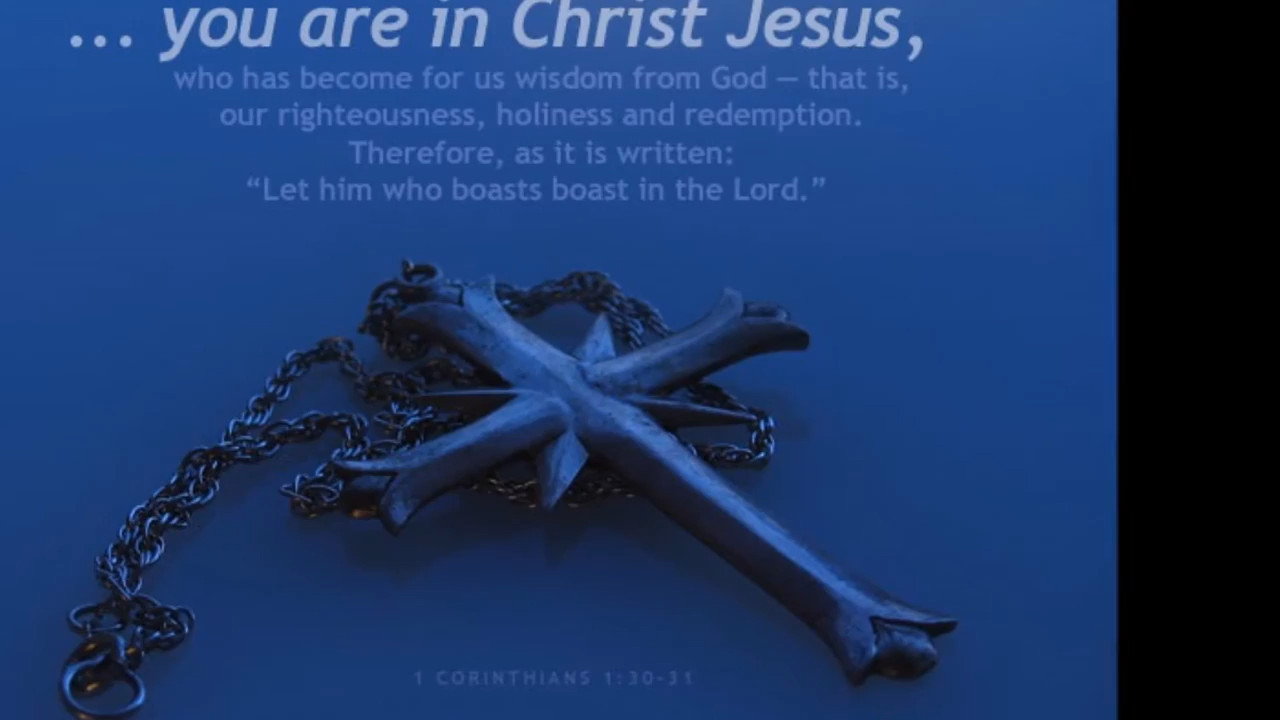 ... you are in Christ Jesus,
who has become for us wisdom from God — that is,
our righteousness, holiness and redemption.
Therefore, as it is written:
“Let him who boasts boast in the Lord.”
1 CORINTHIANS 1:30-31